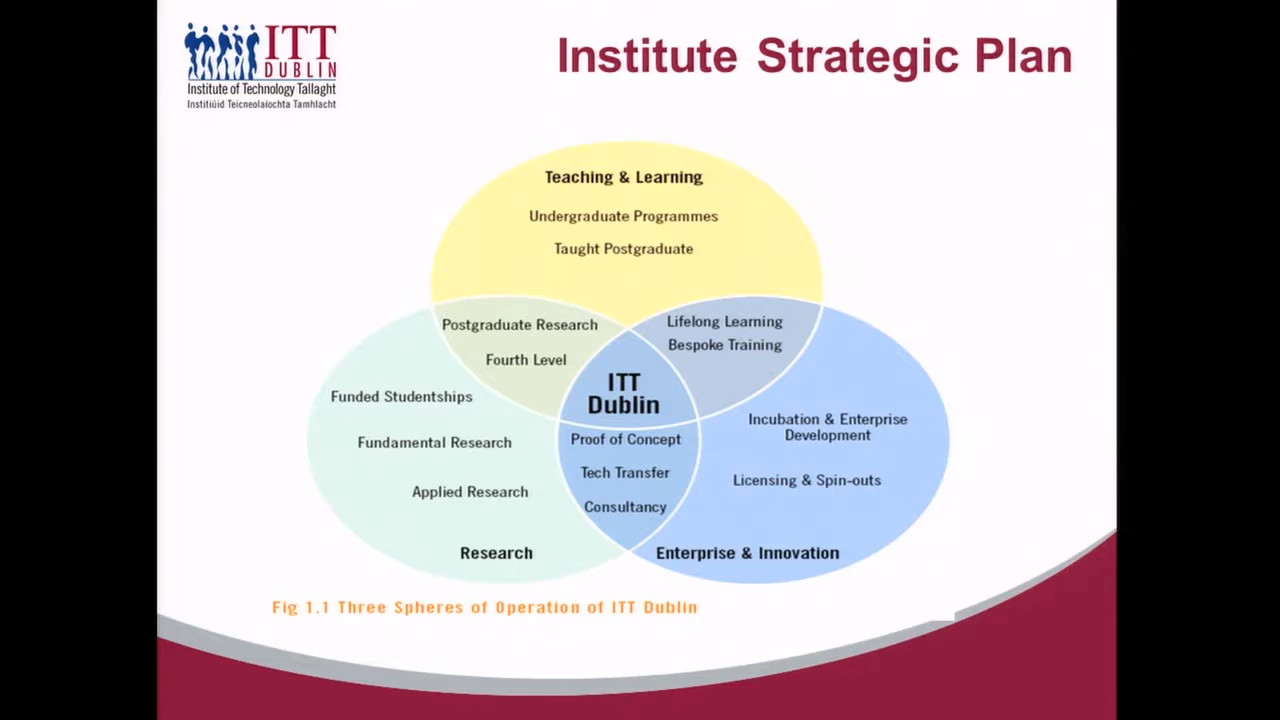 ITT
DUBLIN
Institute of Technology Tallaght
Institiúid Teicneolaíochta Tamhlacht
Institute Strategic Plan
Teaching & Learning
Undergraduate Programmes
Taught Postgraduate
Postgraduate Research
Fourth Level
Lifelong Learning
Bespoke Training
ITT
Dublin
Funded Studentships
Fundamental Research
Applied Research
Research
Proof of Concept
Tech Transfer
Consultancy
Incubation & Enterprise
Development
Licensing & Spin-outs
Enterprise & Innovation
Fig 1.1 Three Spheres of Operation of ITT Dublin